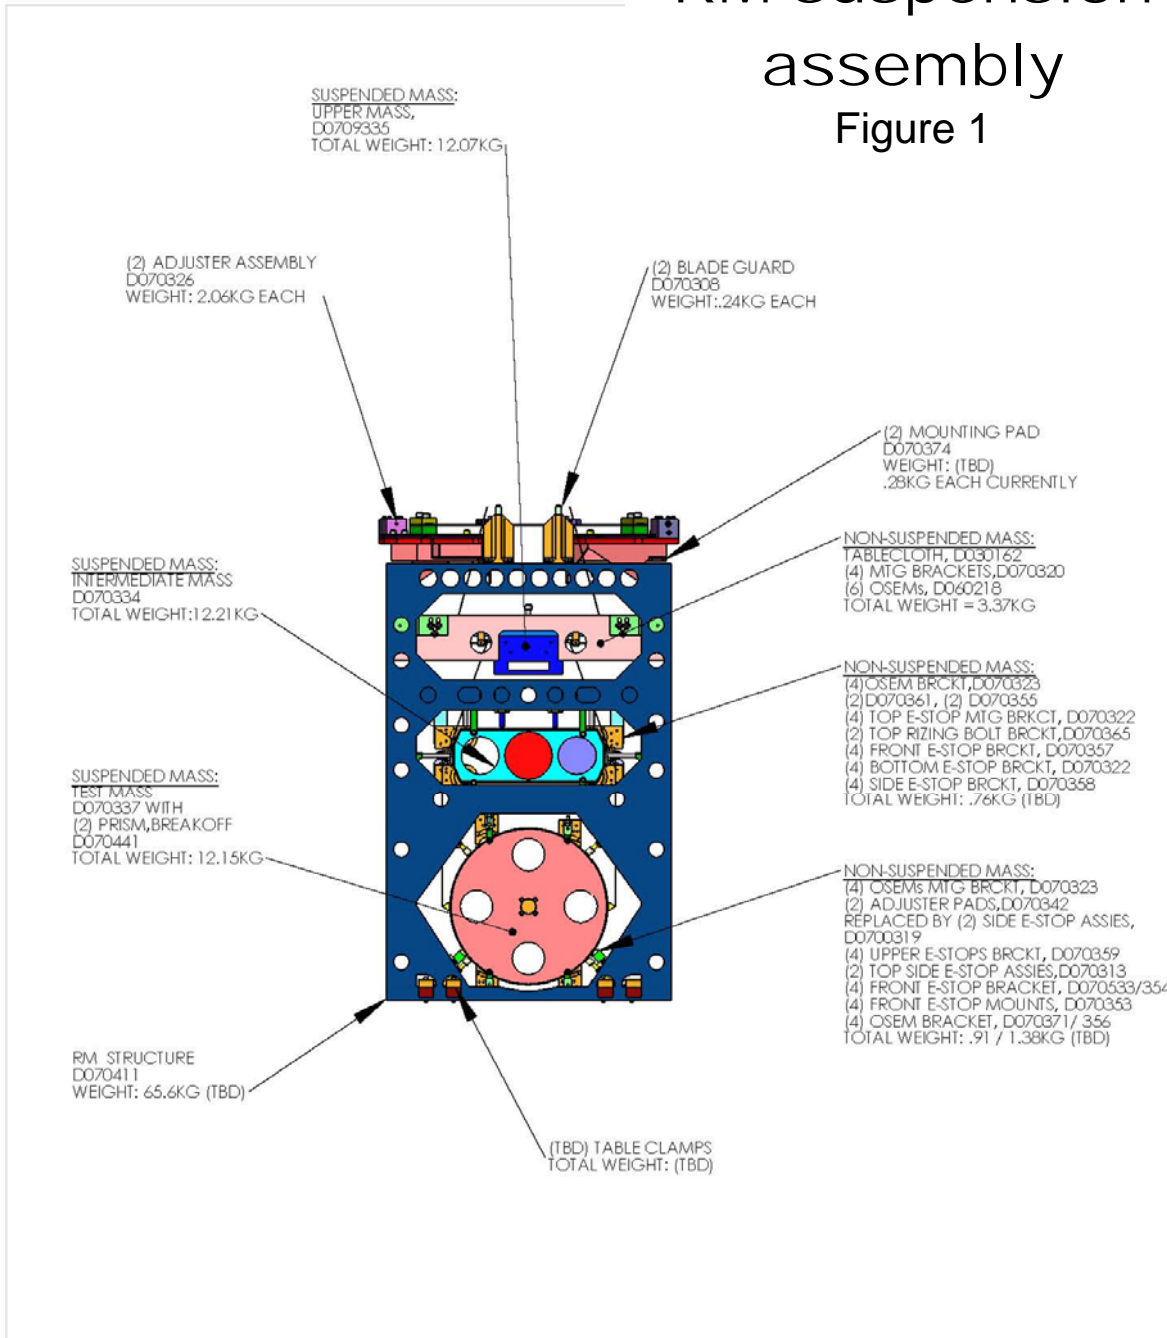 RM suspension
assembly
Figure 1
SUSPENDED MASS:
UPPER MASS,
D0709335
TOTAL WEIGHT: 12.07KG
(2) ADJUSTER ASSEMBLY
D070326
WEIGHT: 2.06KG EACH
(2) BLADE GUARD
D070308
WEIGHT:.24KG EACH
(2) MOUNTING PAD
D070374
WEIGHT: (TBD)
.28KG EACH CURRENTLY
NON-SUSPENDED MASS:
TABLECLOTH, D030162
(4) MTG BRACKETS,D070320
(6) OSEMs, D060218
TOTAL WEIGHT = 3.37KG
SUSPENDED MASS:
INTERMEDIATE MASS
D070334
TOTAL WEIGHT:12.21KG
NON-SUSPENDED MASS:
(4)OSEM BRCKT,D070323
(2)D070361, (2) D070355
(4) TOP E-STOP MTG BRKCT, D070322
(2) TOP RIZING BOLT BRCKT,D070365
(4) FRONT E-STOP BRCKT, D070357
(4) BOTTOM E-STOP BRCKT, D070322
(4) SIDE E-STOP BRCKT, D070358
TOTAL WEIGHT: .76KG (TBD)
SUSPENDED MASS:
TEST MASS
D070337 WITH
(2) PRISM,BREAKOFF
D070441
TOTAL WEIGHT: 12.15KG
NON-SUSPENDED MASS:
(4) OSEMs MTG BRCKT, D070323
(2) ADJUSTER PADS,D070342
REPLACED BY (2) SIDE E-STOP ASSIES,
D0700319
(4) UPPER E-STOPS BRCKT, D070359
(2) TOP SIDE E-STOP ASSIES,D070313
(4) FRONT E-STOP BRACKET, D070533/354
(4) FRONT E-STOP MOUNTS, D070353
(4) OSEM BRACKET, D070371/ 356
TOTAL WEIGHT: .91 / 1.38KG (TBD)
RM STRUCTURE
D070411
WEIGHT: 65.6KG (TBD)
(TBD) TABLE CLAMPS
TOTAL WEIGHT: (TBD)